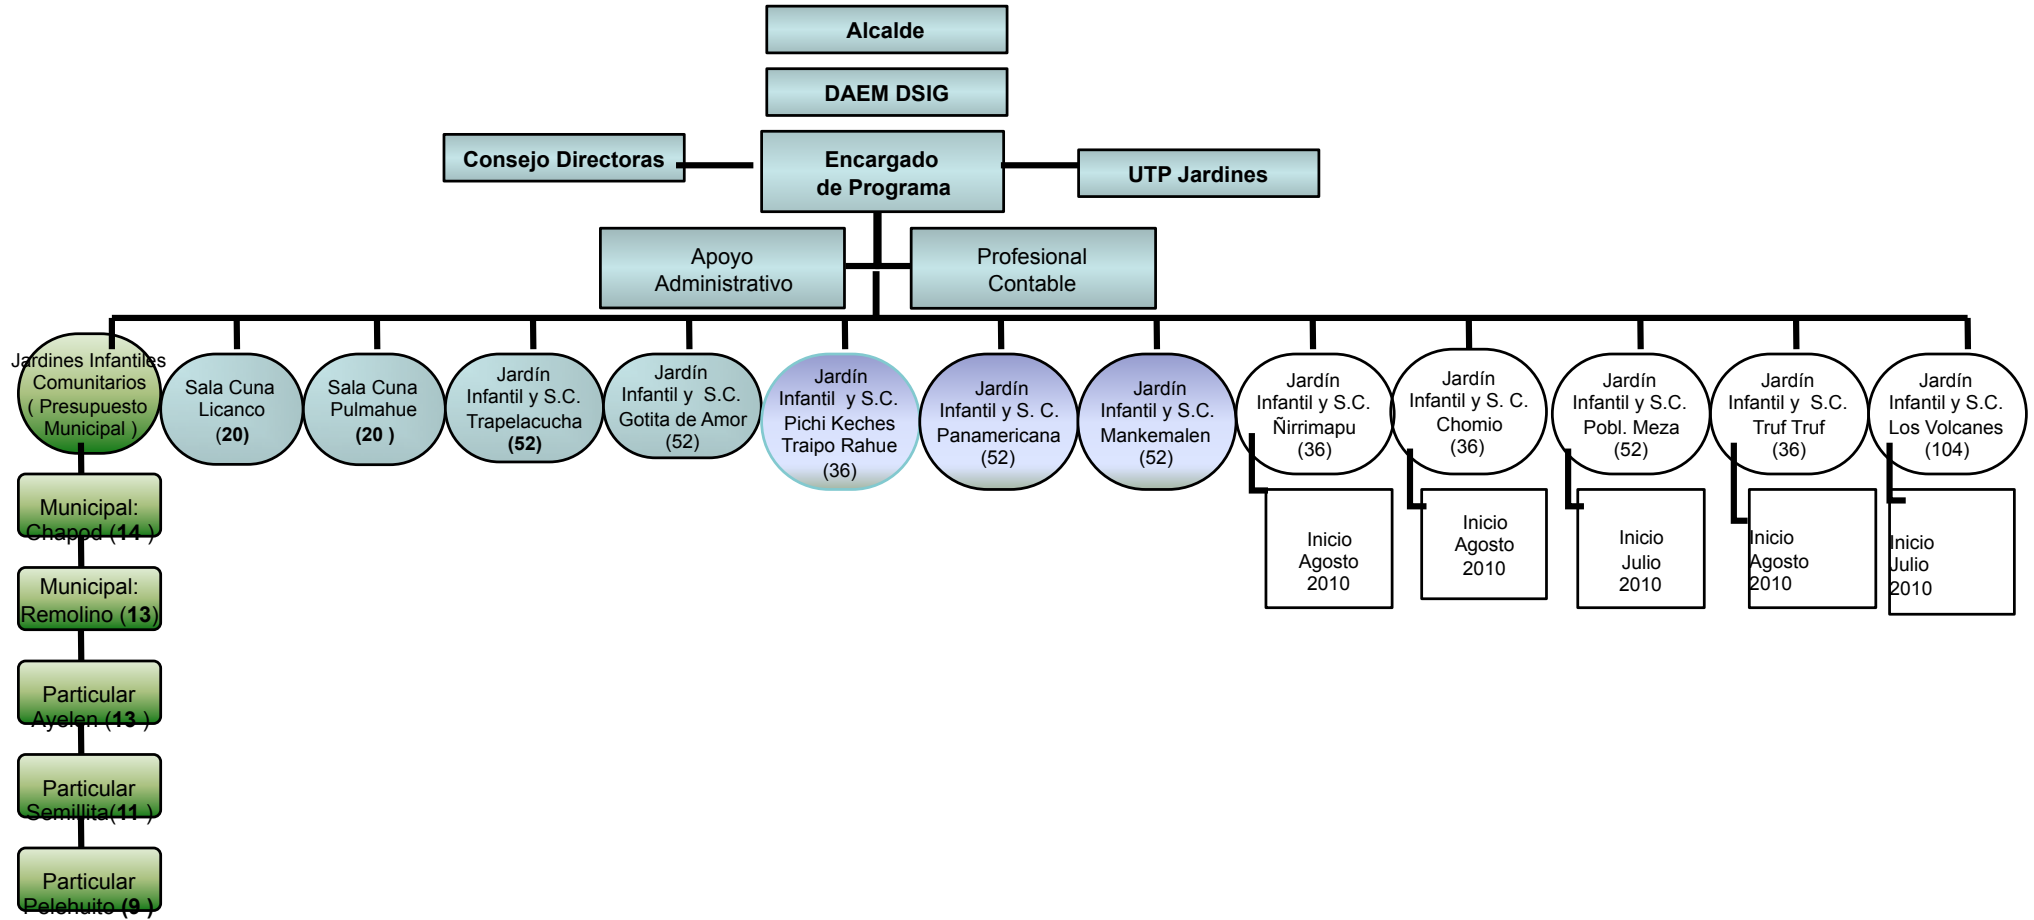 Alcalde
DAEM DSIG
Consejo Directoras
Encargado
de Programa
UTP Jardines
Apoyo
Administrativo
Profesional
Contable
Jardines Infantiles
Comunitarios
( Presupuesto
Municipal )
Sala Cuna
Licanco
(20)
Sala Cuna
Pulmahue
(20 )
Jardín
Infantil y S.C.
Trapelacucha
(52)
Jardín
Infantil y S.C.
Gotita de Amor
(52)
Jardín
Infantil y S.C.
Pichi Keches
Traipo Rahue
(36)
Jardín
Infantil y S. C.
Panamericana
(52)
Jardín
Infantil y S.C.
Mankemalen
(52)
Jardín
Infantil y S.C.
Ñirrimapu
(36)
Jardín
Infantil y S. C.
Chomio
(36)
Jardín
Infantil y S.C.
Pobl. Meza
(52)
Jardín
Infantil y S.C.
Truf Truf
(36)
Jardín
Infantil y S.C.
Los Volcanes
(104)
Municipal:
Chapod (14 )
Municipal:
Remolino (13)
Particular
Ayelen (13 )
Particular
Semillita(11 )
Particular
Pelehuito (9 )
Inicio
Agosto
2010
Inicio
Agosto
2010
Inicio
Julio
2010
Inicio
Agosto
2010
Inicio
Julio
2010